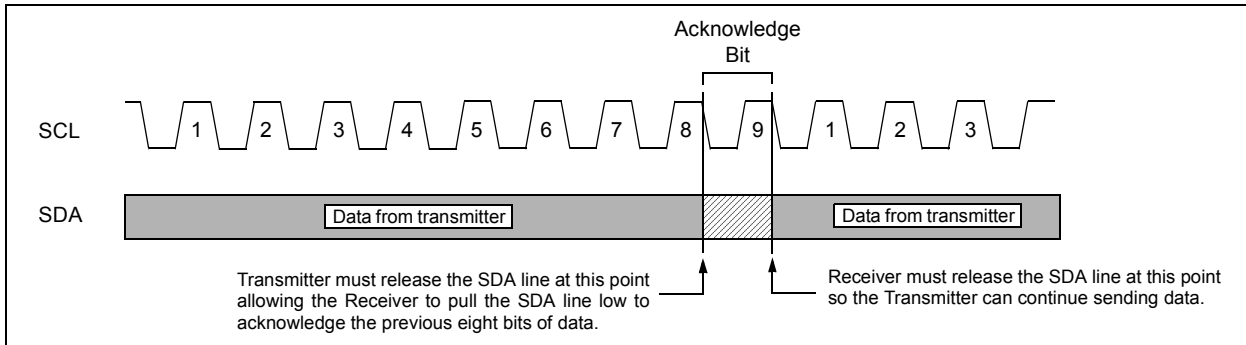 Acknowledge
Bit
SCL 1 2 3 4 5 6 7 8 9 1 2 3
SDA Data from transmitter Data from transmitter
Transmitter must release the SDA line at this point
allowing the Receiver to pull the SDA line low to
acknowledge the previous eight bits of data.
Receiver must release the SDA line at this point
so the Transmitter can continue sending data.